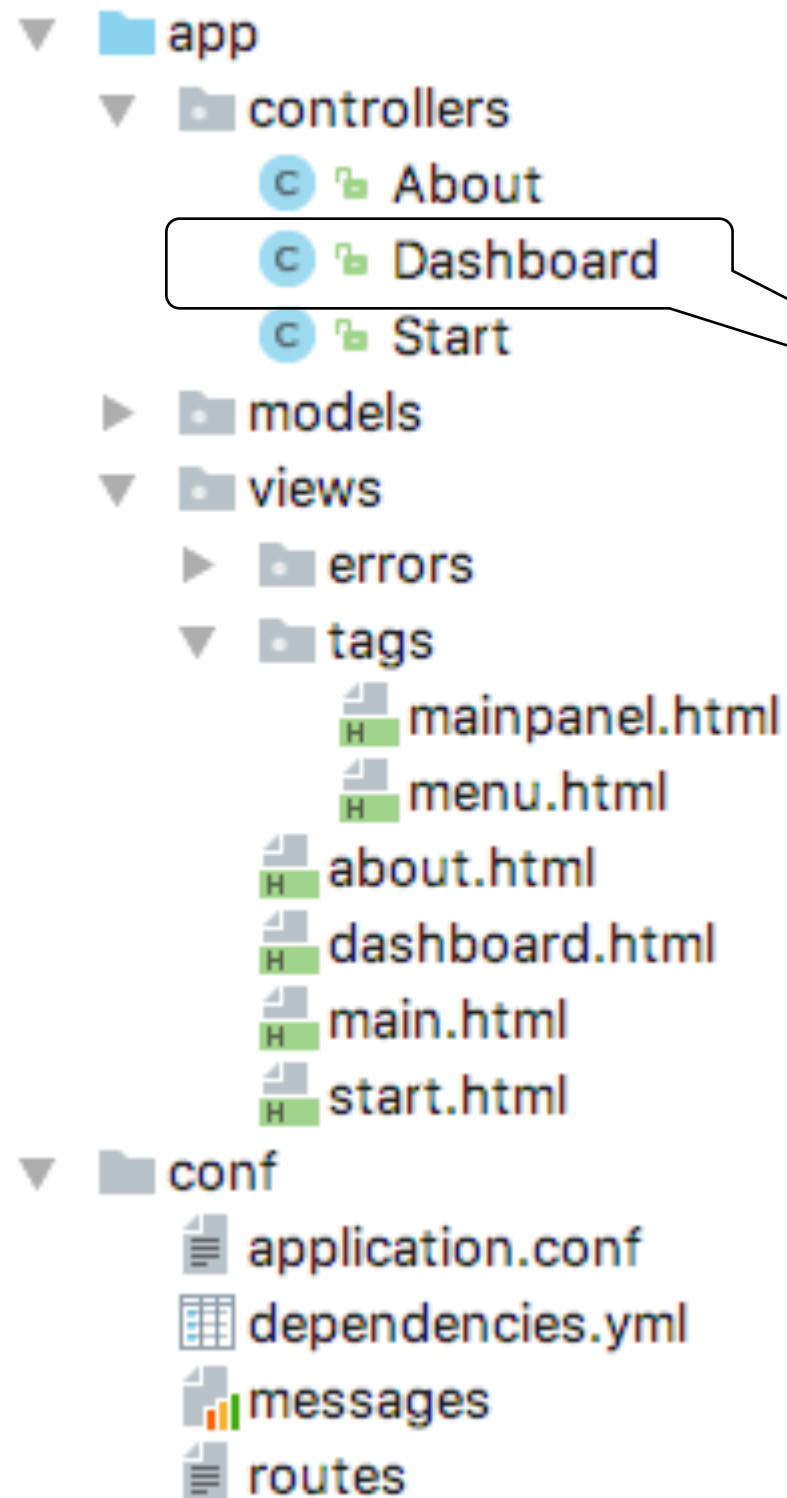 app
controllers
C About
C Dashboard
C Start
models
views
errors
tags
H mainpanel.html
H menu.html
H about.html
H dashboard.html
H main.html
H start.html
conf
application.conf
dependencies.yml
messages
routes